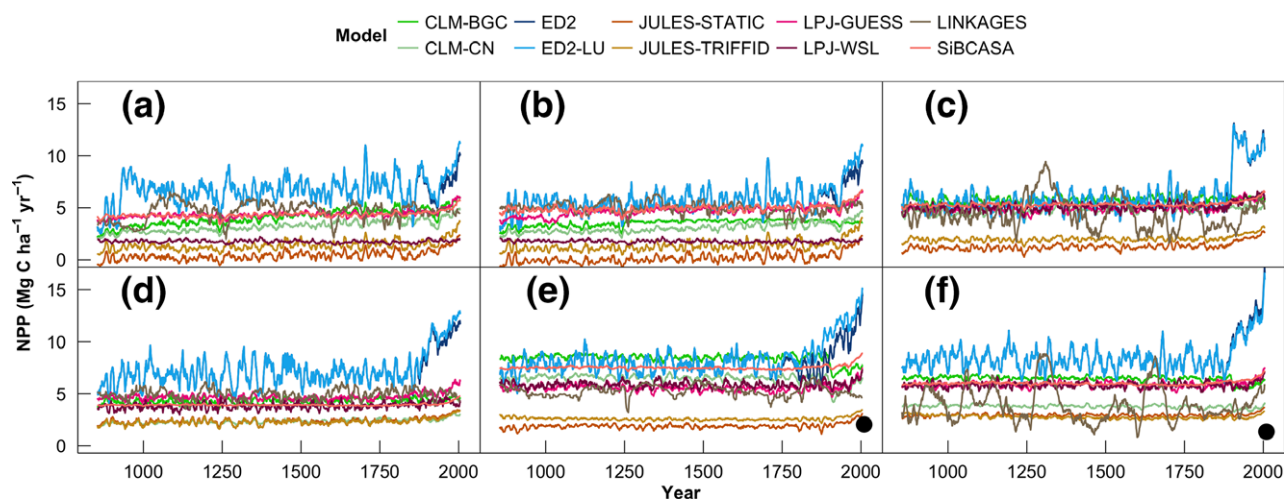 CLM-BGC ED2 JULES-STATIC LPJ-GUESS LINKAGES
Model
CLM-CN ED2-LU JULES-TRIFFID LPJ-WSL SiBCASA
(a) (b) (c)
15
10
5
0
(d) (e) (f)
15
10
5
0
NPP (Mg C ha⁻¹ yr⁻¹)
1000 1250 1500 1750 2000 1000 1250 1500 1750 2000 1000 1250 1500 1750 2000
Year